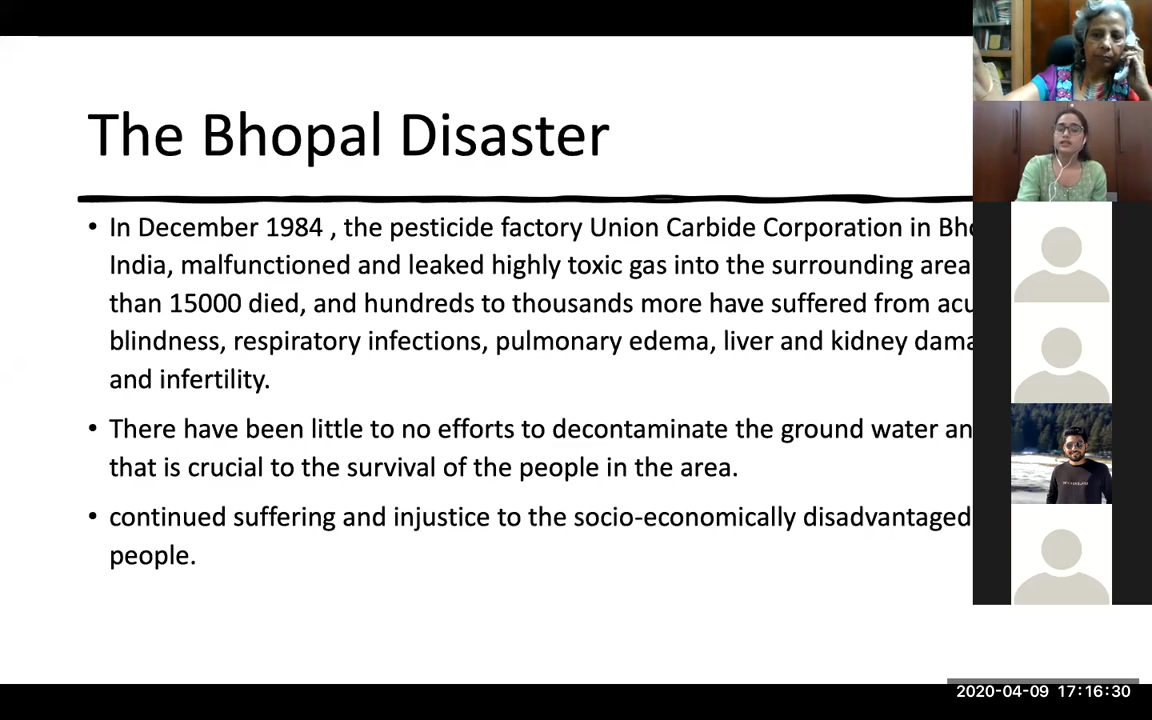 The Bhopal Disaster
• In December 1984 , the pesticide factory Union Carbide Corporation in
India, malfunctioned and leaked highly toxic gas into the surrounding area
than 15000 died, and hundreds to thousands more have suffered from
blindness, respiratory infections, pulmonary edema, liver and kidney
and infertility.
• There have been little to no efforts to decontaminate the ground water
that is crucial to the survival of the people in the area.
• continued suffering and injustice to the socio-economically disadvantaged
people.
2020-04-09 17:16:30